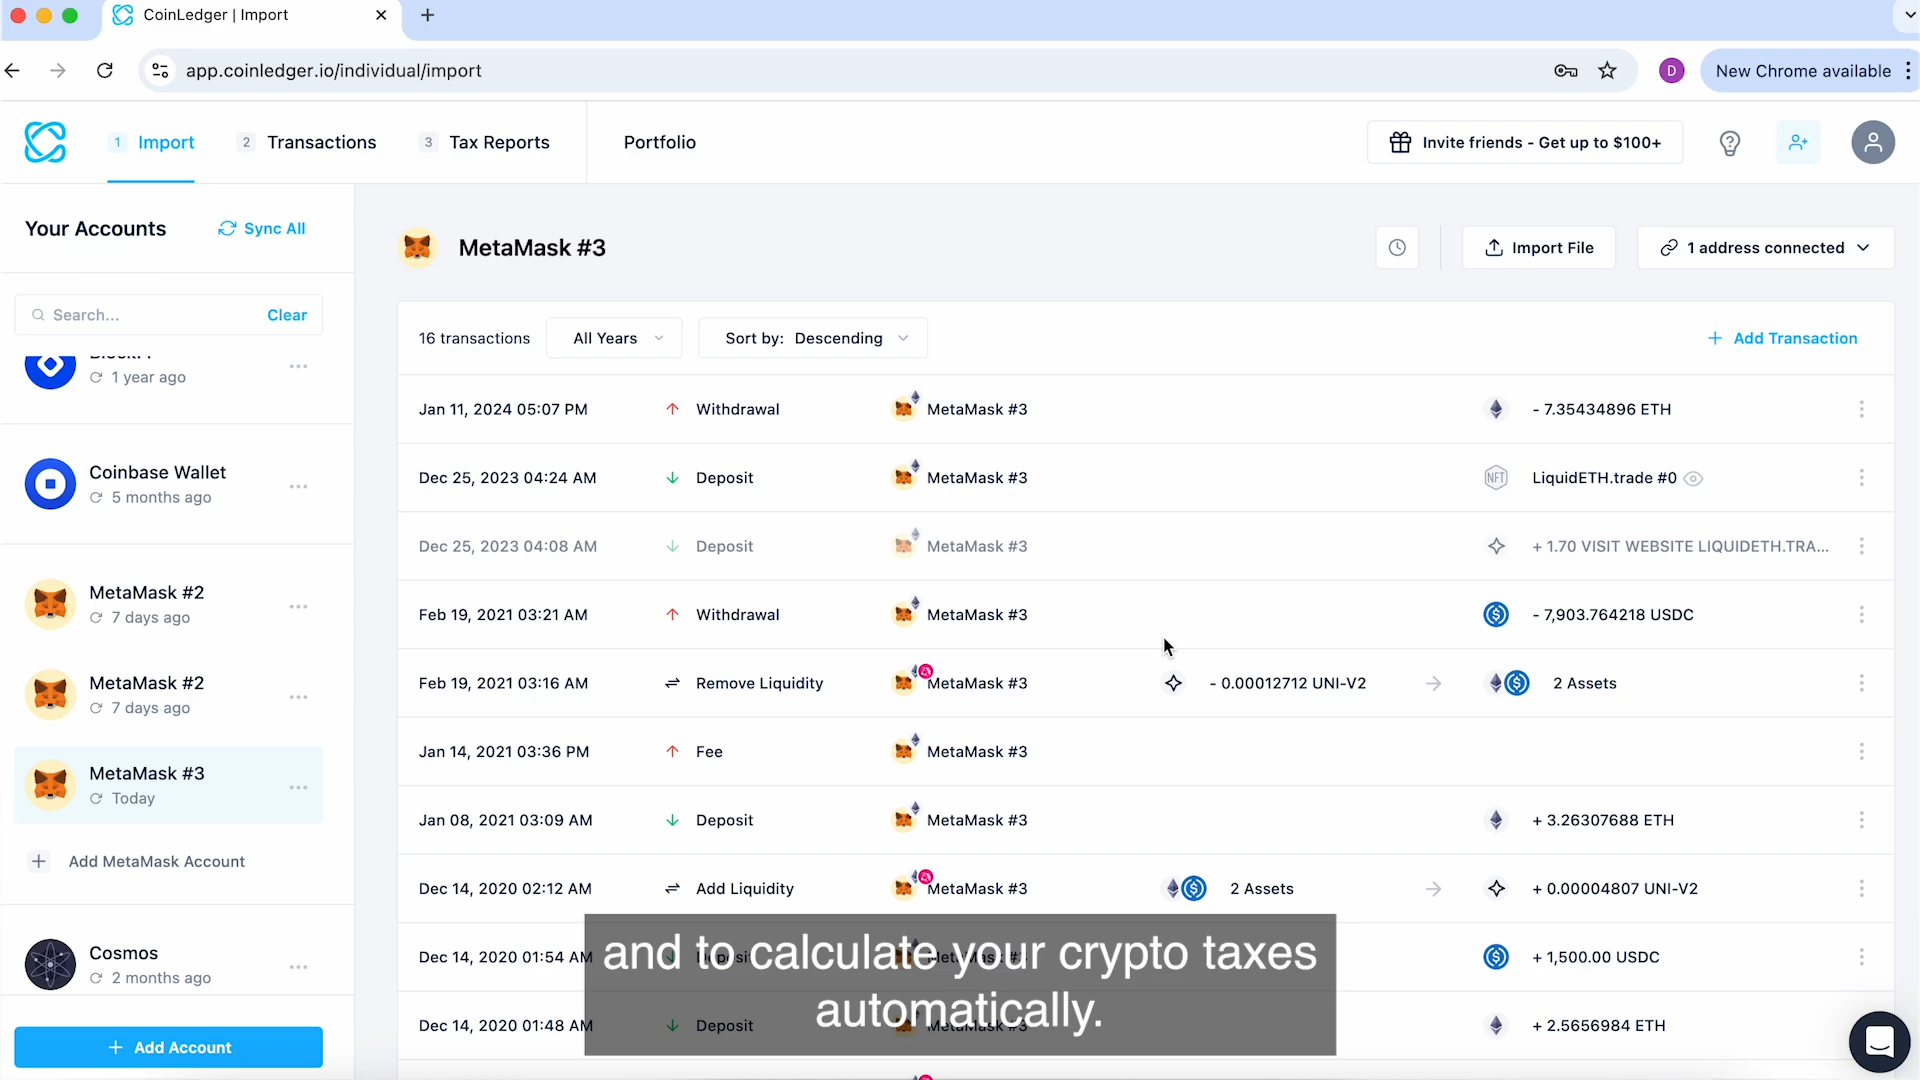 CoinLedger | Import
app.coinledger.io/individual/import
D
New Chrome available
1 Import
2 Transactions
3 Tax Reports
Portfolio
Invite friends - Get up to $100+
Your Accounts
Sync All
Search...
Clear
1 year ago
Coinbase Wallet
5 months ago
MetaMask #2
7 days ago
MetaMask #2
7 days ago
MetaMask #3
Today
Add MetaMask Account
Cosmos
2 months ago
+ Add Account
MetaMask #3
Import File
1 address connected
16 transactions
All Years
Sort by: Descending
+ Add Transaction
Jan 11, 2024 05:07 PM Withdrawal MetaMask #3 - 7.35434896 ETH
Dec 25, 2023 04:24 AM Deposit MetaMask #3 NFT LiquidETH.trade #0
Dec 25, 2023 04:08 AM Deposit MetaMask #3 + 1.70 VISIT WEBSITE LIQUIDETH.TRA...
Feb 19, 2021 03:21 AM Withdrawal MetaMask #3 - 7,903.764218 USDC
Feb 19, 2021 03:16 AM Remove Liquidity MetaMask #3 - 0.00012712 UNI-V2 → 2 Assets
Jan 14, 2021 03:36 PM Fee MetaMask #3
Jan 08, 2021 03:09 AM Deposit MetaMask #3 + 3.26307688 ETH
Dec 14, 2020 02:12 AM Add Liquidity MetaMask #3 2 Assets → + 0.00004807 UNI-V2
Dec 14, 2020 01:54 AM Deposit MetaMask #3 + 1,500.00 USDC
Dec 14, 2020 01:48 AM Deposit MetaMask #3 + 2.5656984 ETH
and to calculate your crypto taxes
automatically.